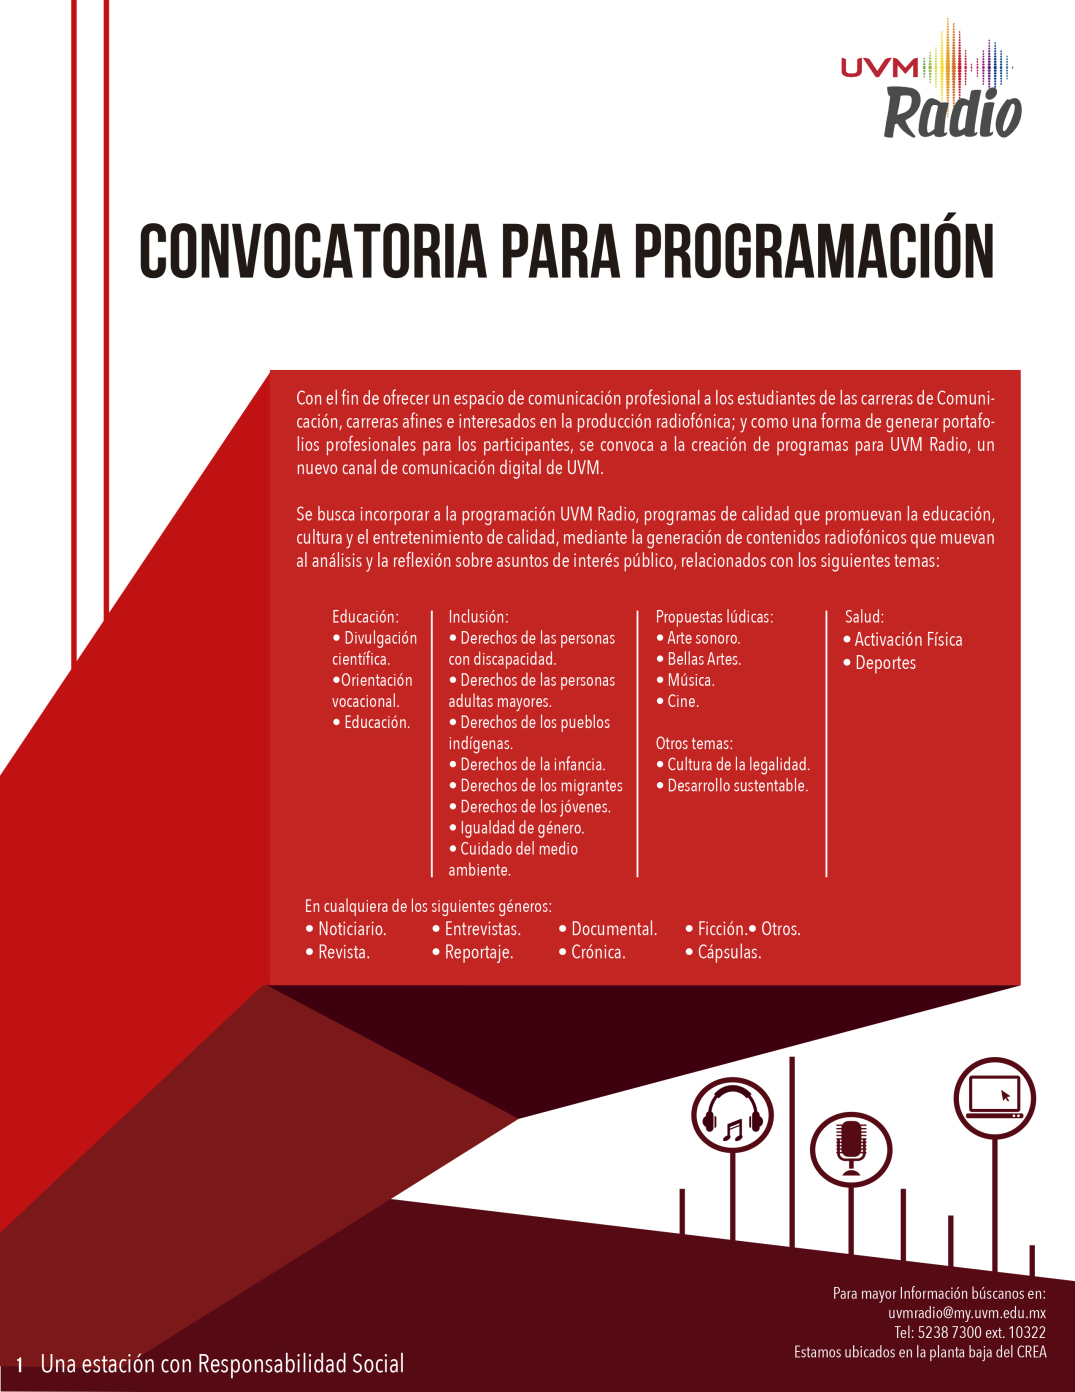 UVM
Radio
CONVOCATORIA PARA PROGRAMACIÓN
Con el fin de ofrecer un espacio de comunicación profesional a los estudiantes de las carreras de Comuni-
cación, carreras afines e interesados en la producción radiofónica; y como una forma de generar portafo-
lios profesionales para los participantes, se convoca a la creación de programas para UVM Radio, un
nuevo canal de comunicación digital de UVM.
Se busca incorporar a la programación UVM Radio, programas de calidad que promuevan la educación,
cultura y el entretenimiento de calidad, mediante la generación de contenidos radiofónicos que muevan
al análisis y la reflexión sobre asuntos de interés público, relacionados con los siguientes temas:
Educación:
• Divulgación
científica.
•Orientación
vocacional.
• Educación.
Inclusión:
• Derechos de las personas
con discapacidad.
• Derechos de las personas
adultas mayores.
• Derechos de los pueblos
indígenas.
• Derechos de la infancia.
• Derechos de los migrantes
• Derechos de los jóvenes.
• Igualdad de género.
• Cuidado del medio
ambiente.
Propuestas lúdicas:
• Arte sonoro.
• Bellas Artes.
• Música.
• Cine.
Otros temas:
• Cultura de la legalidad.
• Desarrollo sustentable.
Salud:
• Activación Física
• Deportes
En cualquiera de los siguientes géneros:
• Noticiario. • Entrevistas. • Documental. • Ficción.• Otros.
• Revista. • Reportaje. • Crónica. • Cápsulas.
Para mayor Información búscanos en:
uvmradio@my.uvm.edu.mx
Tel: 5238 7300 ext. 10322
Estamos ubicados en la planta baja del CREA
1 Una estación con Responsabilidad Social